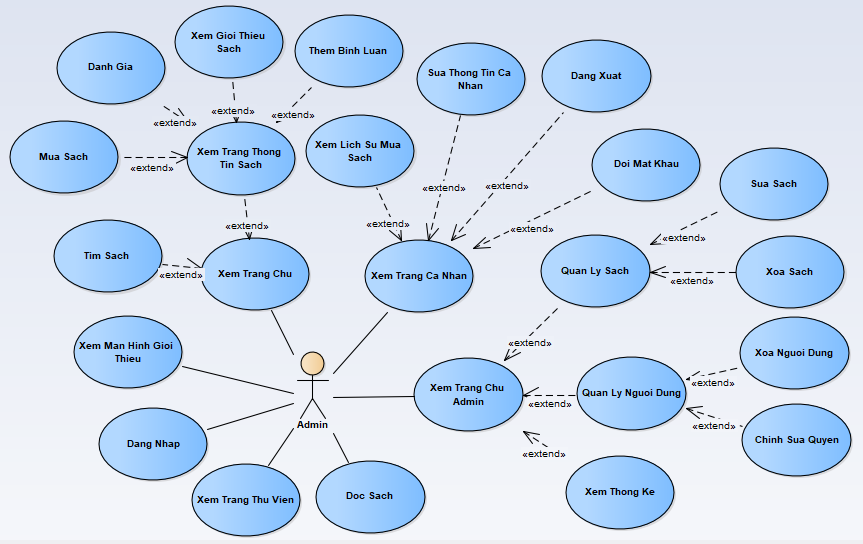 Xem Gioi Thieu
Sach
Them Binh Luan
Danh Gia
Sua Thong Tin Ca
Nhan
Dang Xuat
«extend»
«extend»
«extend»
Mua Sach
«extend»
Xem Trang Thong
Tin Sach
Xem Lich Su Mua
Sach
Doi Mat Khau
Sua Sach
«extend»
«extend»
«extend»
«extend»
«extend»
«extend»
Tim Sach
«extend»
Xem Trang Chu
Xem Trang Ca Nhan
Quan Ly Sach
«extend»
Xoa Sach
Xem Man Hinh Gioi
Thieu
«extend»
Xoa Nguoi Dung
«extend»
Xem Trang Chu
Admin
«extend»
Quan Ly Nguoi Dung
Admin
«extend»
Dang Nhap
«extend»
Chinh Sua Quyen
Xem Trang Thu Vien
Doc Sach
Xem Thong Ke